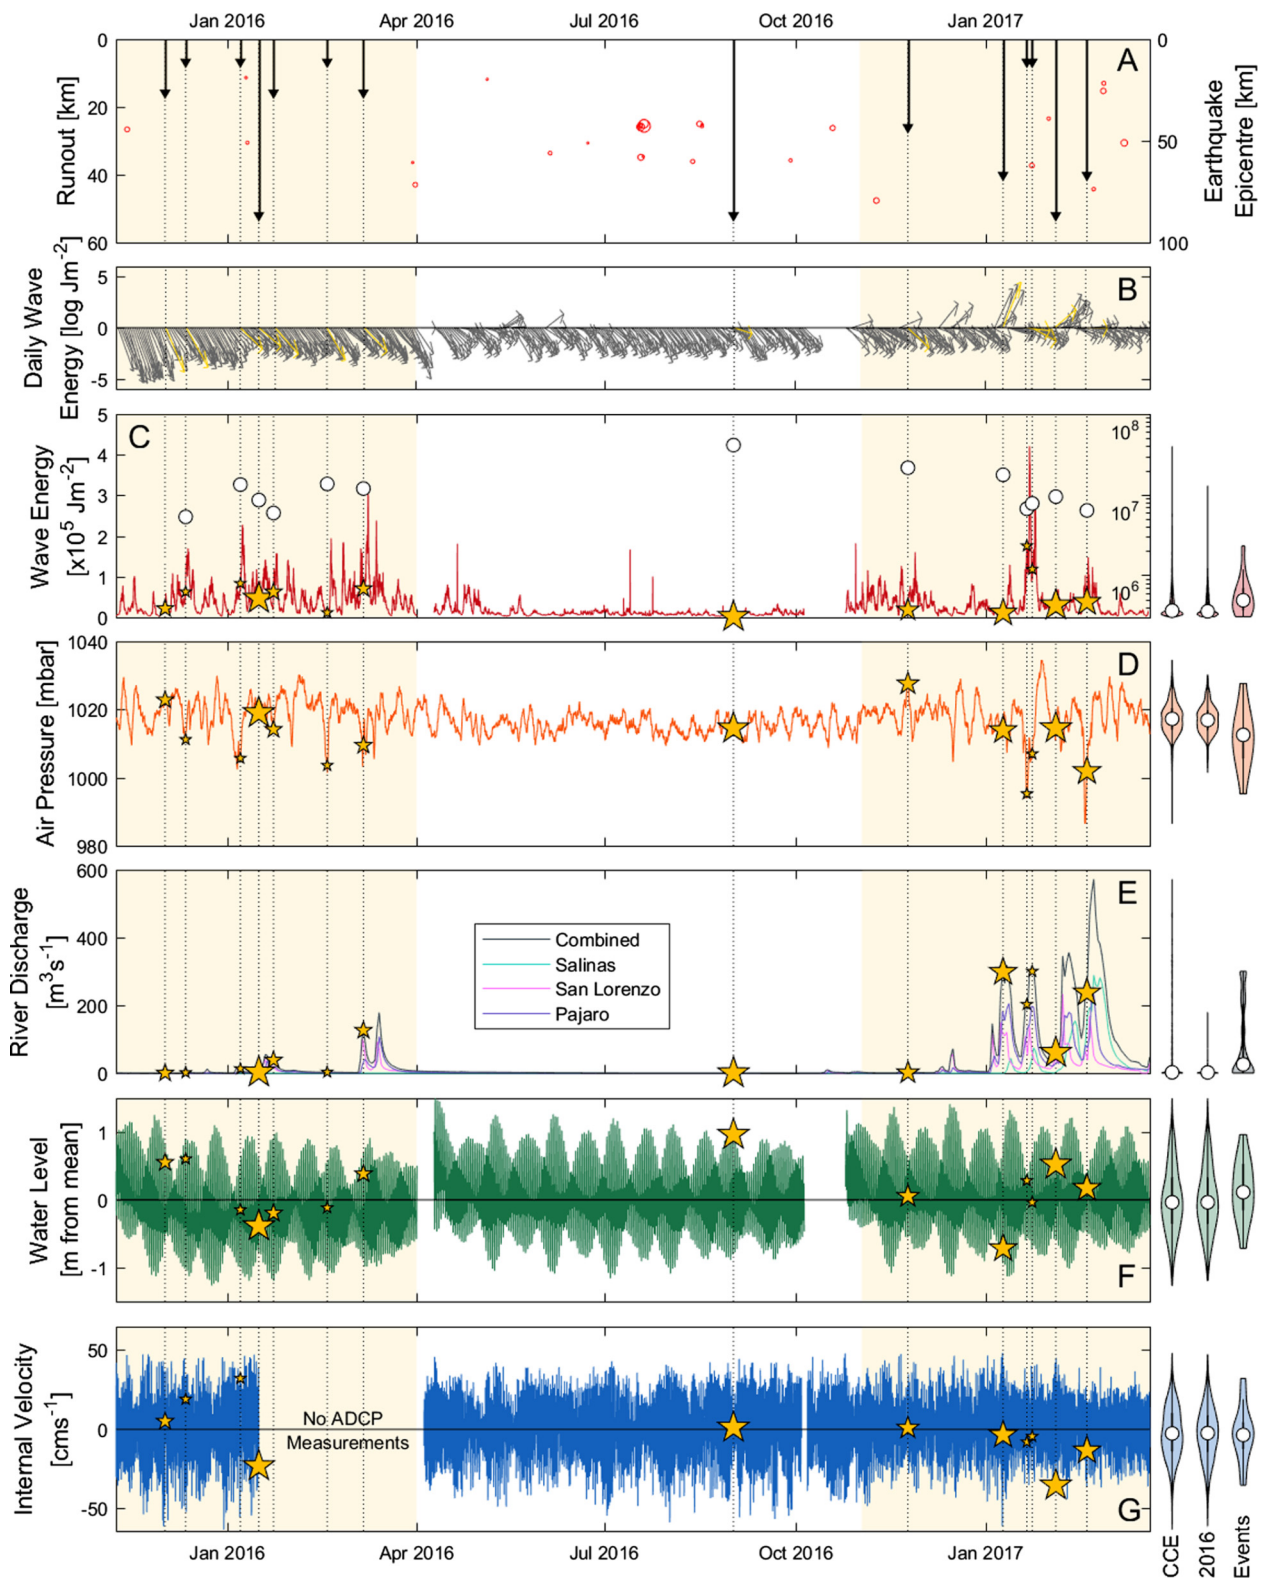 Jan 2016 Apr 2016 Jul 2016 Oct 2016 Jan 2017
A
0
20
40
60
Runout [km]
0
50
100
Earthquake
Epicentre [km]
B
5
0
-5
Daily Wave
Energy [log Jm-2]
C
5
4
3
2
1
0
Wave Energy
[x10^5 Jm-2]
10^8
10^7
10^6
D
1040
1020
1000
980
Air Pressure [mbar]
E
600
400
200
0
River Discharge
[m3s-1]
Combined
Salinas
San Lorenzo
Pajaro
1
0
-1
Water Level
[m from mean]
F
50
0
-50
Internal Velocity
[cms-1]
No ADCP
Measurements
G
Jan 2016 Apr 2016 Jul 2016 Oct 2016 Jan 2017
CCE
2016
Events